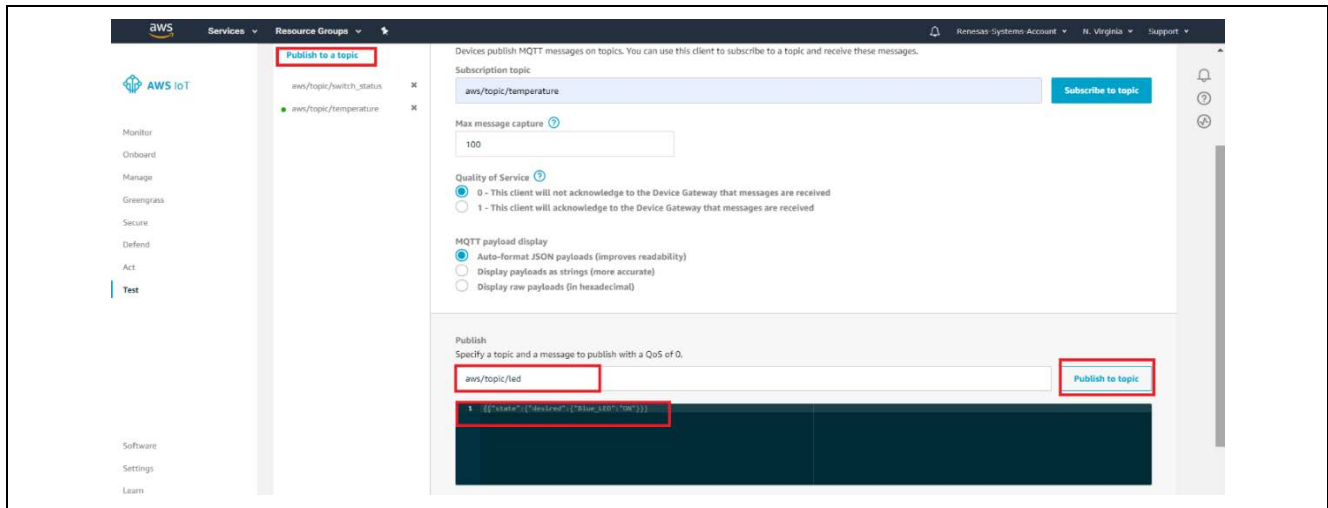 aws
Services
Resource Groups
Renesas-Systems-Account
N. Virginia
Support
AWS IoT
Monitor
Onboard
Manage
Greengrass
Secure
Defend
Act
Test
Software
Settings
Learn
Publish to a topic
aws/topic/switch_status
aws/topic/temperature
Devices publish MQTT messages on topics. You can use this client to subscribe to a topic and receive these messages.
Subscription topic
aws/topic/temperature
Subscribe to topic
Max message capture
100
Quality of Service
0 - This client will not acknowledge to the Device Gateway that messages are received
1 - This client will acknowledge to the Device Gateway that messages are received
MQTT payload display
Auto-format JSON payloads (improves readability)
Display payloads as strings (more accurate)
Display raw payloads (in hexadecimal)
Publish
Specify a topic and a message to publish with a QoS of 0.
aws/topic/led
Publish to topic
1 {["state":{"desired":{"Blue_LED":"ON"}}}